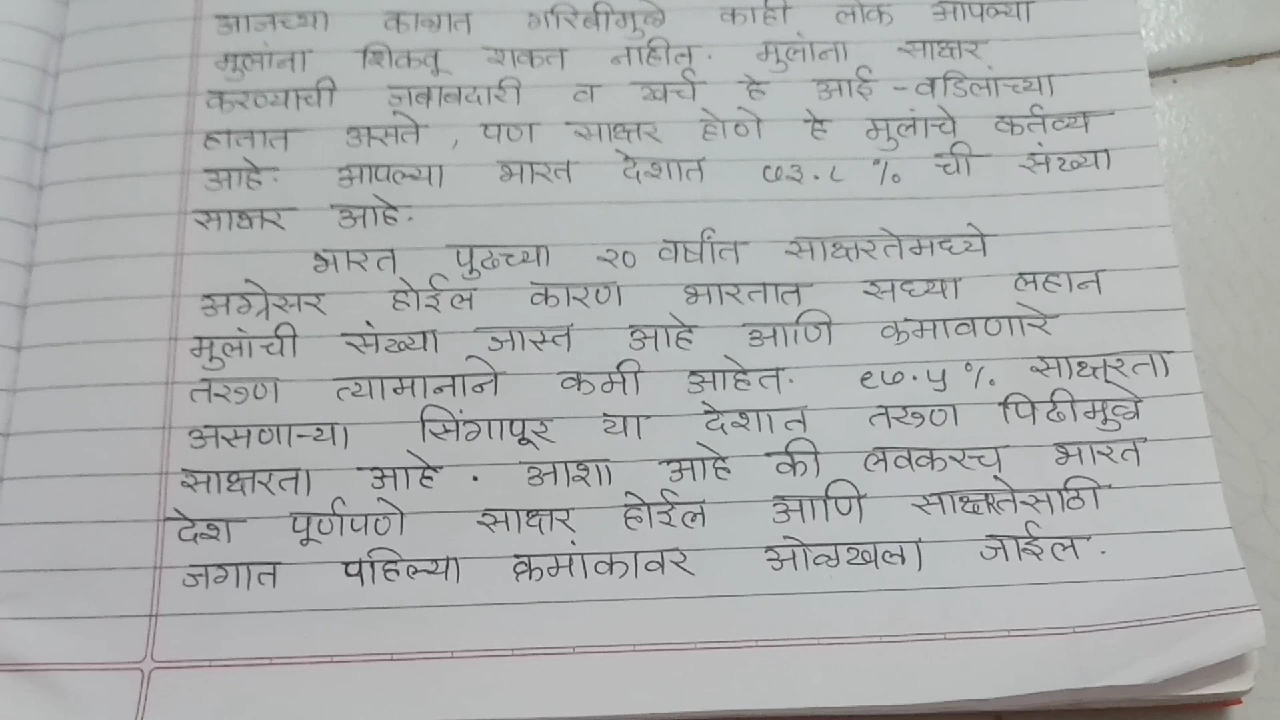 आजच्या काळात गरिबीमुळे काही लोक आपल्या
मुलांना शिकवू शकत नाहीत. मुलांना साक्षर
करण्याची जबाबदारी व खर्च हे आई-वडिलांच्या
हातात असते, पण साक्षर होणे हे मुलांचे कर्तव्य
आहे. आपल्या भारत देशात ७३.८ % ची संख्या
साक्षर आहे.
भारत पुढच्या २० वर्षांत साक्षरतेमध्ये
अग्रेसर होईल कारण भारतात सध्या लहान
मुलांची संख्या जास्त आहे आणि कमावणारे
तरुण त्यामानाने कमी आहेत. ९७.५ % साक्षरता
असणाऱ्या सिंगापूर या देशात तरुण पिढीमुळे
साक्षरता आहे. आशा आहे की लवकरच भारत
देश पूर्णपणे साक्षर होईल आणि साक्षरतेसाठी
जगात पहिल्या क्रमांकावर ओळखला जाईल.